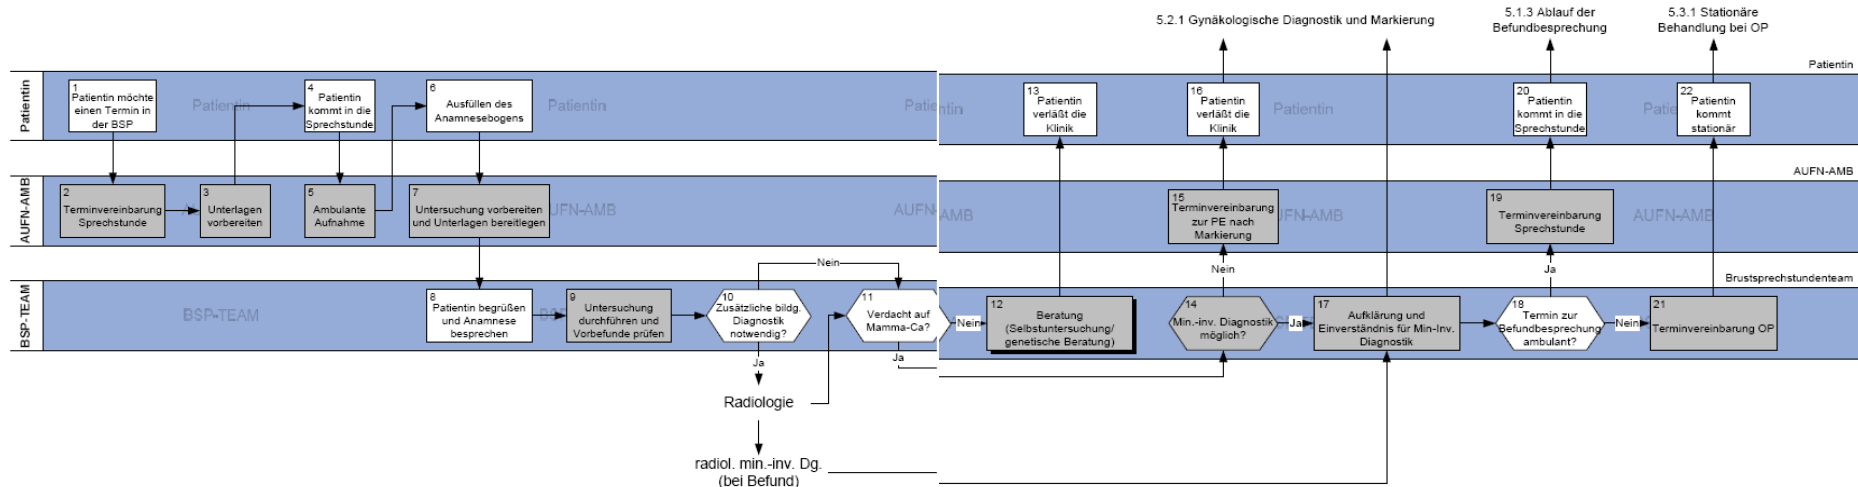 5.2.1 Gynäkologische Diagnostik und Markierung
5.1.3 Ablauf der
Befundbesprechung
5.3.1 Stationäre
Behandlung bei OP
Patientin
Patientin
Patientin
Patientin
Patientin
Patientin
Patientin
1
Patientin möchte
einen Termin in
der BSP
4
Patientin
kommt in die
Sprechstunde
6
Ausfüllen des
Anamnesebogens
13
Patientin
verläßt die
Klinik
16
Patientin
verläßt die
Klinik
20
Patientin
kommt in die
Sprechstunde
22
Patientin
kommt
stationär
AUFN-AMB
AUFN-AMB
AUFN-AMB
AUFN-AMB
2
Terminvereinbarung
Sprechstunde
3
Unterlagen
vorbereiten
5
Ambulante
Aufnahme
7
Untersuchung vorbereiten
und Unterlagen bereitlegen
15
Terminvereinbarung
zur PE nach
Markierung
19
Terminvereinbarung
Sprechstunde
Nein
Nein
Ja
Brustsprechstundenteam
BSP-TEAM
BSP-TEAM
8
Patientin begrüßen
und Anamnese
besprechen
9
Untersuchung
durchführen und
Vorbefunde prüfen
10
Zusätzliche bildg.
Diagnostik
notwendig?
11
Verdacht auf
Mamma-Ca?
Nein
12
Beratung
(Selbstuntersuchung/
genetische Beratung)
14
Min.-inv. Diagnostik
möglich?
Ja
17
Aufklärung und
Einverständnis für Min-Inv.
Diagnostik
18
Termin zur
Befundbesprechung
ambulant?
Nein
21
Terminvereinbarung OP
Ja
Ja
Radiologie
radiol. min.-inv. Dg.
(bei Befund)